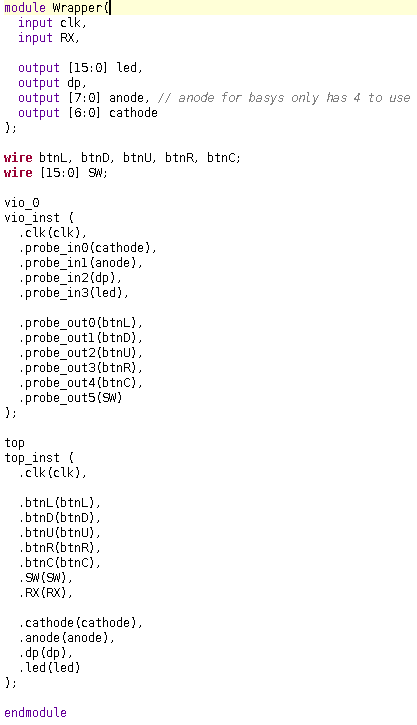 module Wrapper(
  input clk,
  input RX,

  output [15:0] led,
  output dp,
  output [7:0] anode, // anode for basys only has 4 to use
  output [6:0] cathode
);

wire btnL, btnD, btnU, btnR, btnC;
wire [15:0] SW;

vio_0
vio_inst (
  .clk(clk),
  .probe_in0(cathode),
  .probe_in1(anode),
  .probe_in2(dp),
  .probe_in3(led),

  .probe_out0(btnL),
  .probe_out1(btnD),
  .probe_out2(btnU),
  .probe_out3(btnR),
  .probe_out4(btnC),
  .probe_out5(SW)
);

top
top_inst (
  .clk(clk),

  .btnL(btnL),
  .btnD(btnD),
  .btnU(btnU),
  .btnR(btnR),
  .btnC(btnC),
  .SW(SW),
  .RX(RX),

  .cathode(cathode),
  .anode(anode),
  .dp(dp),
  .led(led)
);

endmodule